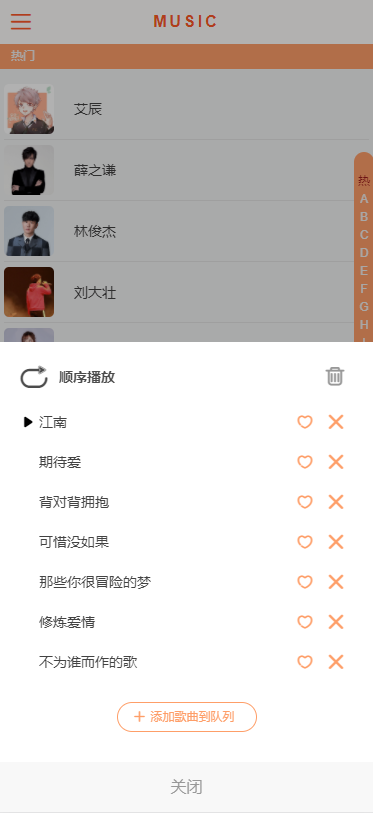 MUSIC
热门
艾辰
薛之谦
林俊杰
刘大壮
热
A
B
C
D
E
F
G
H
顺序播放
江南
期待爱
背对背拥抱
可惜没如果
那些你很冒险的梦
修炼爱情
不为谁而作的歌
添加歌曲到队列
关闭